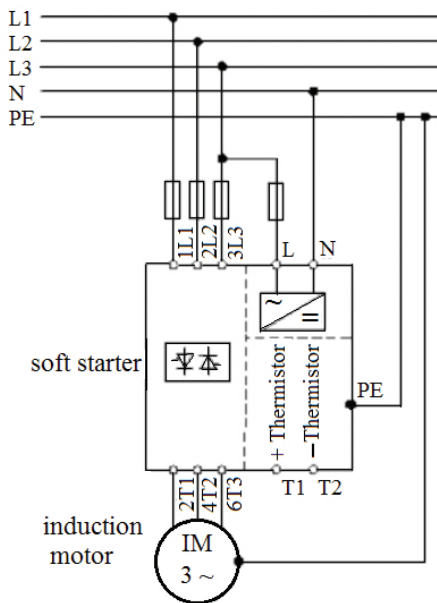 L1
L2
L3
N
PE
1L1
2L2
3L3
L
N
~
=
soft starter
+ Thermistor
−Thermistor
PE
2T1
4T2
6T3
T1
T2
induction
motor
IM
3 ~